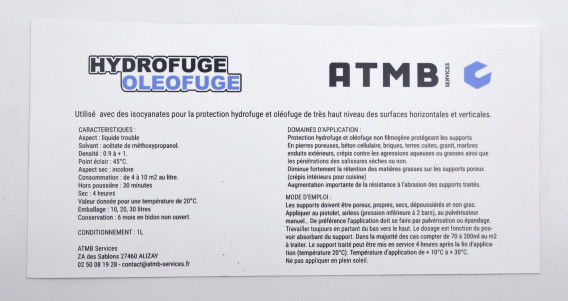 HYDROFUGE
OLEOFUGE
ATMB
SERVICES
Utilisé avec des isocyanates pour la protection hydrofuge et oléofuge de très haut niveau des surfaces horizontales et verticales.
CARACTERISTIQUES :
Aspect : liquide trouble
Solvant : acétate de méthoxypropanol.
Densité : 0.9 à + 1.
Point éclair : 45°C.
Aspect sec : incolore
Consommation : de 4 à 10 m2 au litre.
Hors poussière : 30 minutes
Sec : 4 heures
Valeur donnée pour une température de 20°C.
Emballage : 10, 20, 30 litres
Conservation : 6 mois en bidon non ouvert.
CONDITIONNEMENT : 1L
ATMB Services
ZA des Sablons 27460 ALIZAY
02 50 08 19 28 - contact@atmb-services.fr
DOMAINES D'APPLICATION :
Protection hydrofuge et oléofuge non filmogène protégeant les supports
En pierres poreuses, béton cellulaire, briques, terres cuites, granit, marbres
enduits extérieurs, crépis contre les agressions aqueuses ou grasses ainsi que
les pénétrations des salissures sèches ou non.
Diminue fortement la rétention des matières grasses sur les supports poreux
(crépis intérieurs pour cuisine)
Augmentation importante de la résistance à l'abrasion des supports traités.
MODE D'EMPLOI :
Les supports doivent être poreux, propres, secs, dépoussiérés et non gras.
Appliquer au pistolet, airless (pression inférieure à 2 bars), au pulvérisateur
manuel... De préférence l'application doit se faire par pulvérisation ou épandage.
Travailler toujours en partant du bas vers le haut. Le dosage est fonction du pou-
voir absorbant du support. Dans la majorité des cas compter de 70 à 200ml au m2
à traiter. Le support traité peut être mis en service 4 heures après la fin d'applica-
tion (température 20°C). Température d'application de + 10°C à + 30°C.
Ne pas appliquer en plein soleil.